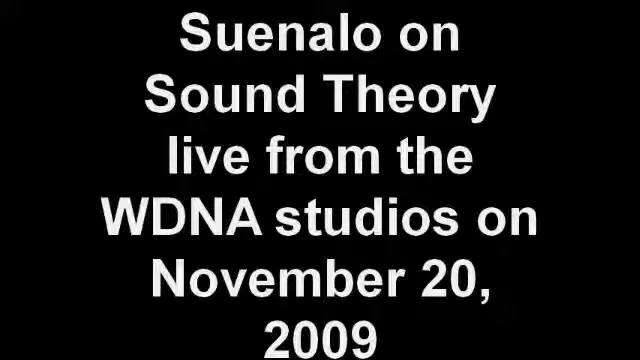 Suenalo on
Sound Theory
live from the
WDNA studios on
November 20,
2009